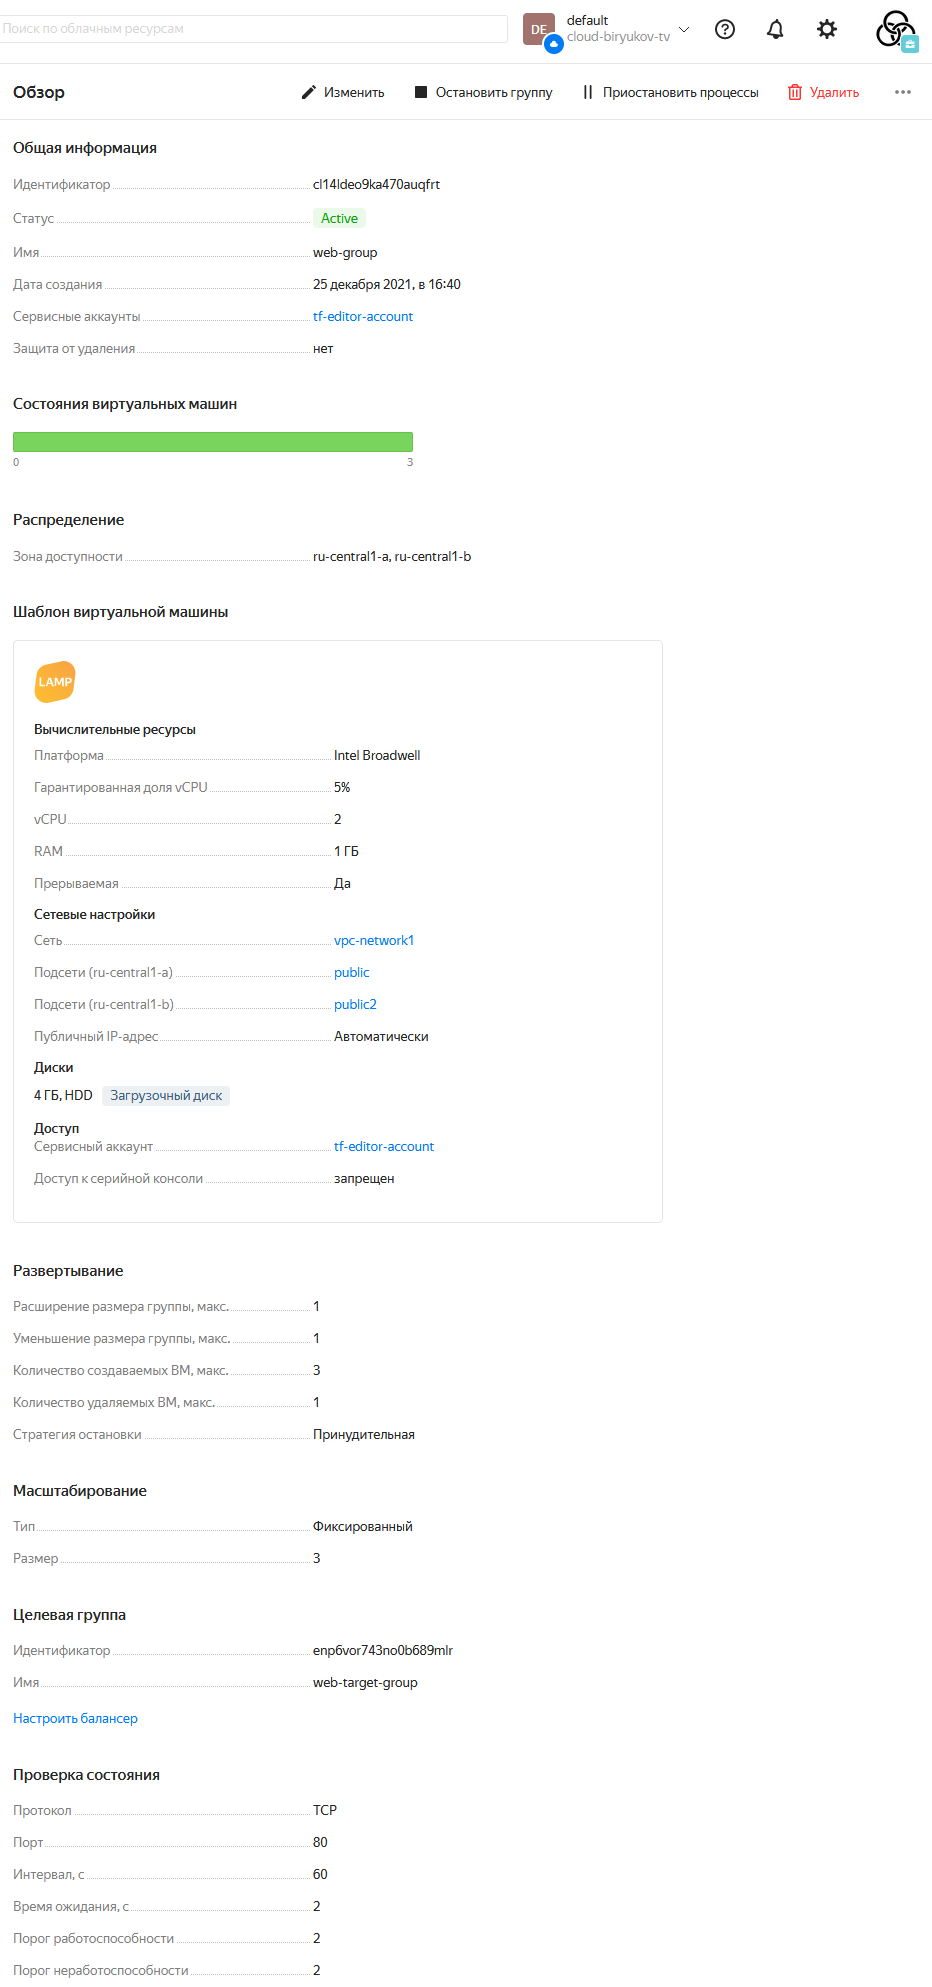 Поиск по облачным ресурсам
DE
default
cloud-biryukov-tv
Обзор
Изменить
Остановить группу
Приостановить процессы
Удалить
Общая информация
Идентификатор cl14ldeo9ka470auqfrt
Статус Active
Имя web-group
Дата создания 25 декабря 2021, в 16:40
Сервисные аккаунты tf-editor-account
Защита от удаления нет
Состояния виртуальных машин
0 3
Распределение
Зона доступности ru-central1-a, ru-central1-b
Шаблон виртуальной машины
LAMP
Вычислительные ресурсы
Платформа Intel Broadwell
Гарантированная доля vCPU 5%
vCPU 2
RAM 1 ГБ
Прерываемая Да
Сетевые настройки
Сеть vpc-network1
Подсети (ru-central1-a) public
Подсети (ru-central1-b) public2
Публичный IP-адрес Автоматически
Диски
4 ГБ, HDD Загрузочный диск
Доступ
Сервисный аккаунт tf-editor-account
Доступ к серийной консоли запрещен
Развертывание
Расширение размера группы, макс. 1
Уменьшение размера группы, макс. 1
Количество создаваемых ВМ, макс. 3
Количество удаляемых ВМ, макс. 1
Стратегия остановки Принудительная
Масштабирование
Тип Фиксированный
Размер 3
Целевая группа
Идентификатор enp6vor743no0b689mlr
Имя web-target-group
Настроить балансер
Проверка состояния
Протокол TCP
Порт 80
Интервал, с 60
Время ожидания, с 2
Порог работоспособности 2
Порог неработоспособности 2